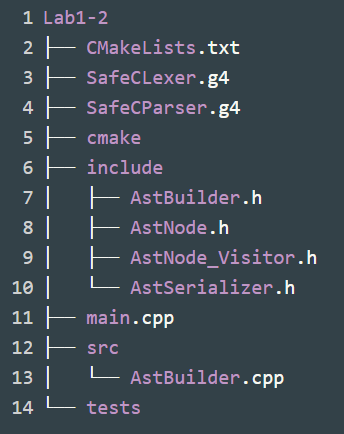 1 Lab1-2
2 ├── CMakeLists.txt
3 ├── SafeCLexer.g4
4 ├── SafeCParser.g4
5 ├── cmake
6 ├── include
7 │   ├── AstBuilder.h
8 │   ├── AstNode.h
9 │   ├── AstNode_Visitor.h
10 │   └── AstSerializer.h
11 ├── main.cpp
12 ├── src
13 │   └── AstBuilder.cpp
14 └── tests